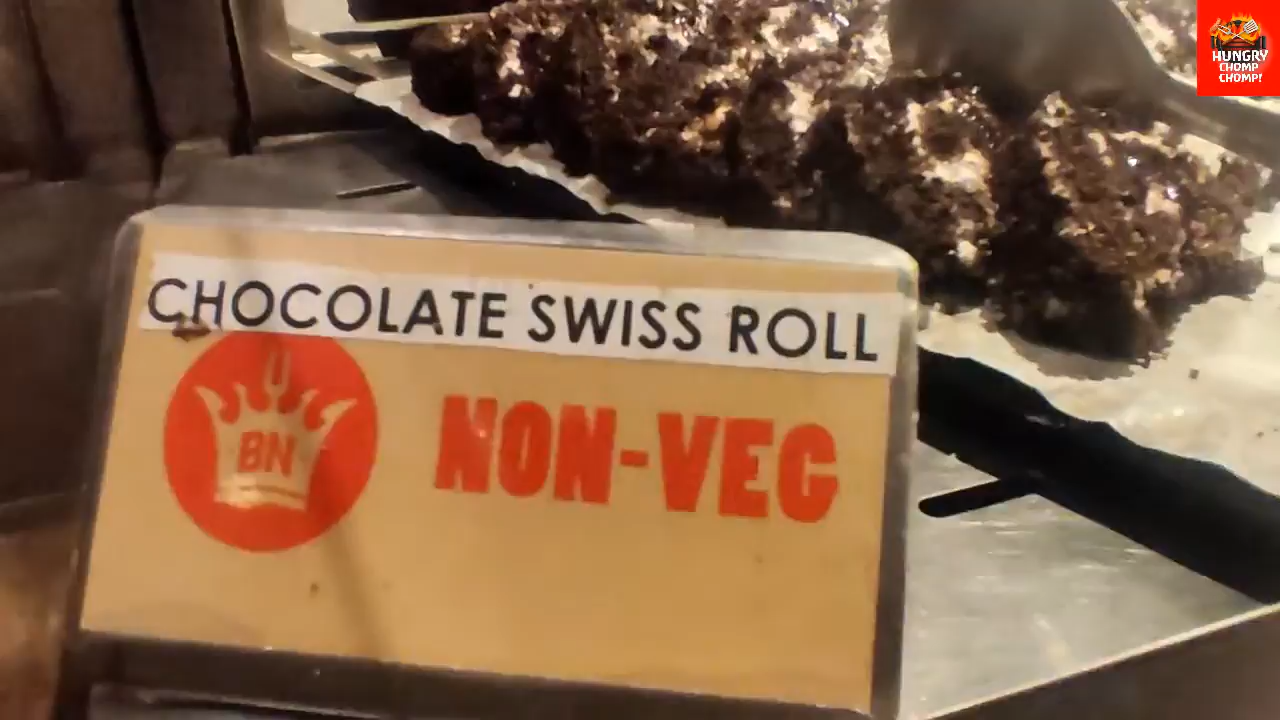 HUNGRY
CHOMP
CHOMP!
CHOCOLATE SWISS ROLL
BN
NON-VEG